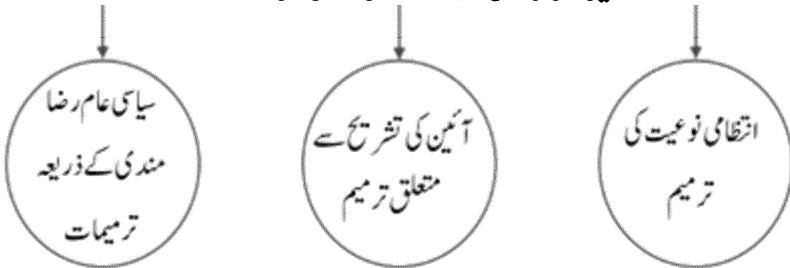 انتظامی نوعیت کی
ترمیم
آئین کی تشریح سے
متعلق ترمیم
سیاسی عام رضا
مندی کے ذریعہ
ترمیمات